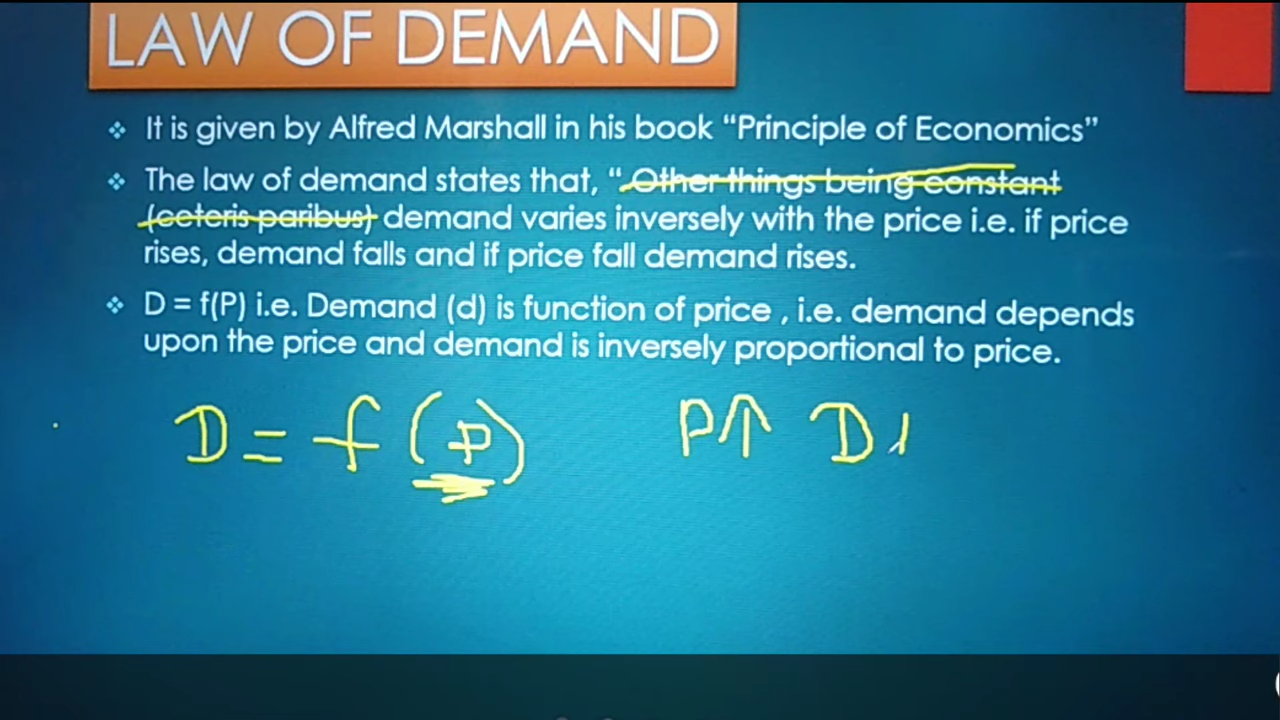 LAW OF DEMAND
❖ It is given by Alfred Marshall in his book “Principle of Economics”
❖ The law of demand states that, “Other things being constant
(ceteris paribus) demand varies inversely with the price i.e. if price
rises, demand falls and if price fall demand rises.
❖ D = f(P) i.e. Demand (d) is function of price , i.e. demand depends
upon the price and demand is inversely proportional to price.
D = f (P) P↑ D